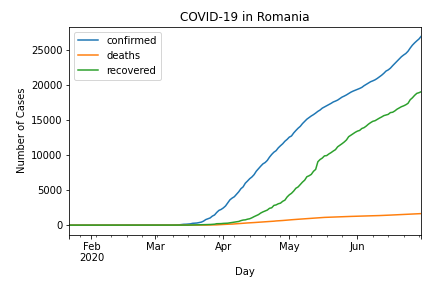 COVID-19 in Romania
confirmed
deaths
recovered
Number of Cases
25000
20000
15000
10000
5000
0
Feb
2020
Mar
Apr
May
Jun
Day